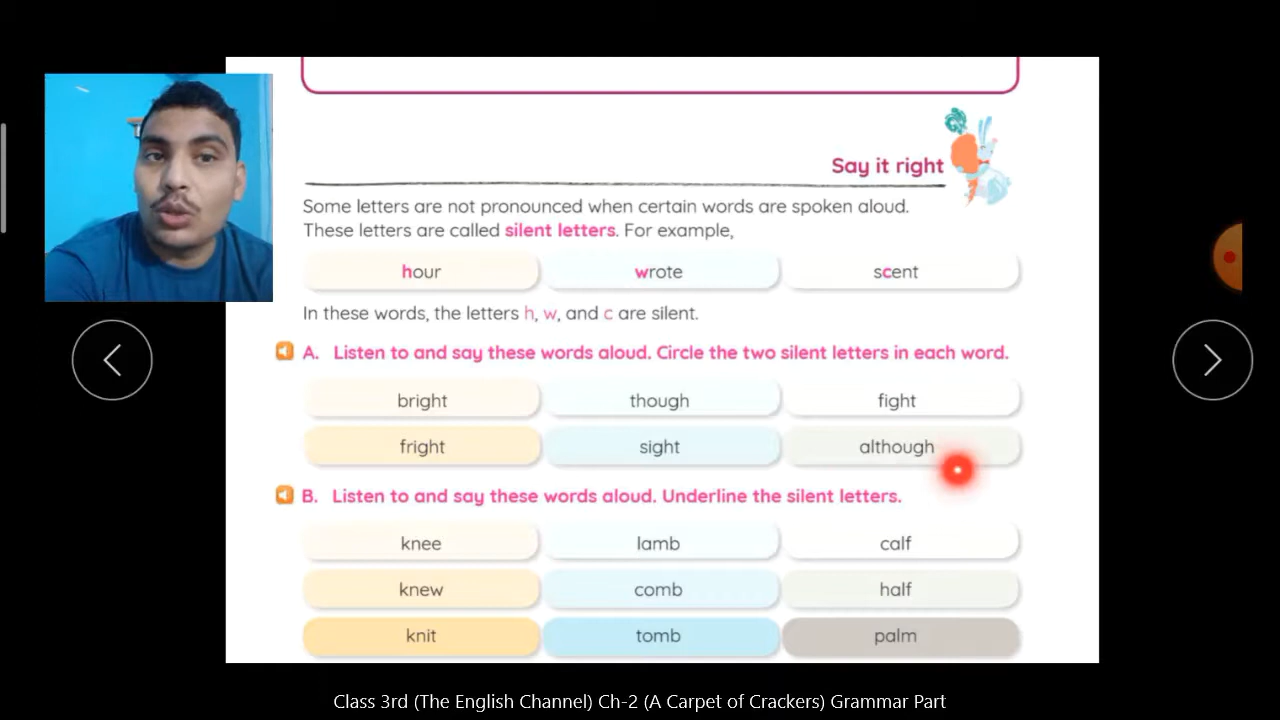 Say it right
Some letters are not pronounced when certain words are spoken aloud.
These letters are called silent letters. For example,
hour wrote scent
In these words, the letters h, w, and c are silent.
A. Listen to and say these words aloud. Circle the two silent letters in each word.
bright though fight
fright sight although
B. Listen to and say these words aloud. Underline the silent letters.
knee lamb calf
knew comb half
knit tomb palm
Class 3rd (The English Channel) Ch-2 (A Carpet of Crackers) Grammar Part